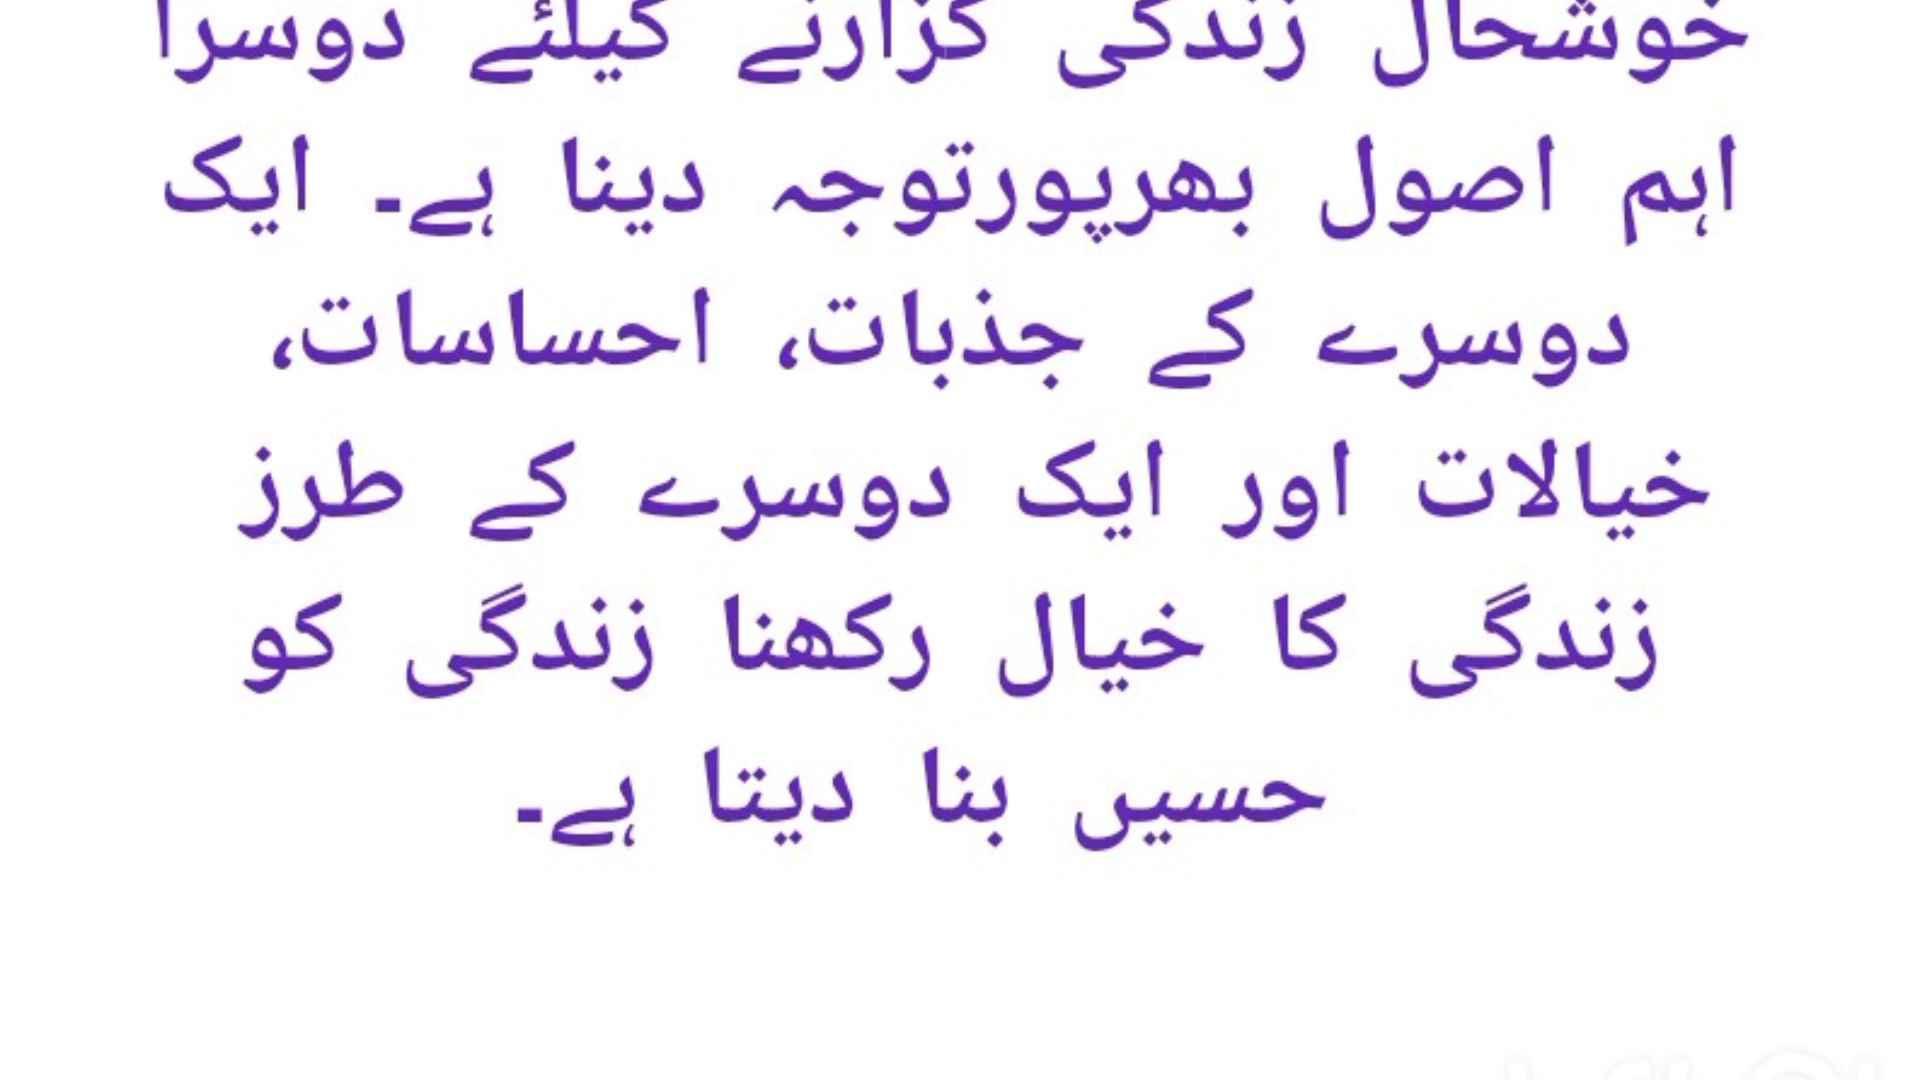 خوشحال زندگی گزارنے کیلئے دوسرا
اہم اصول بھرپورتوجہ دینا ہے۔ ایک
دوسرے کے جذبات، احساسات،
خیالات اور ایک دوسرے کے طرز
زندگی کا خیال رکھنا زندگی کو
حسیں بنا دیتا ہے۔